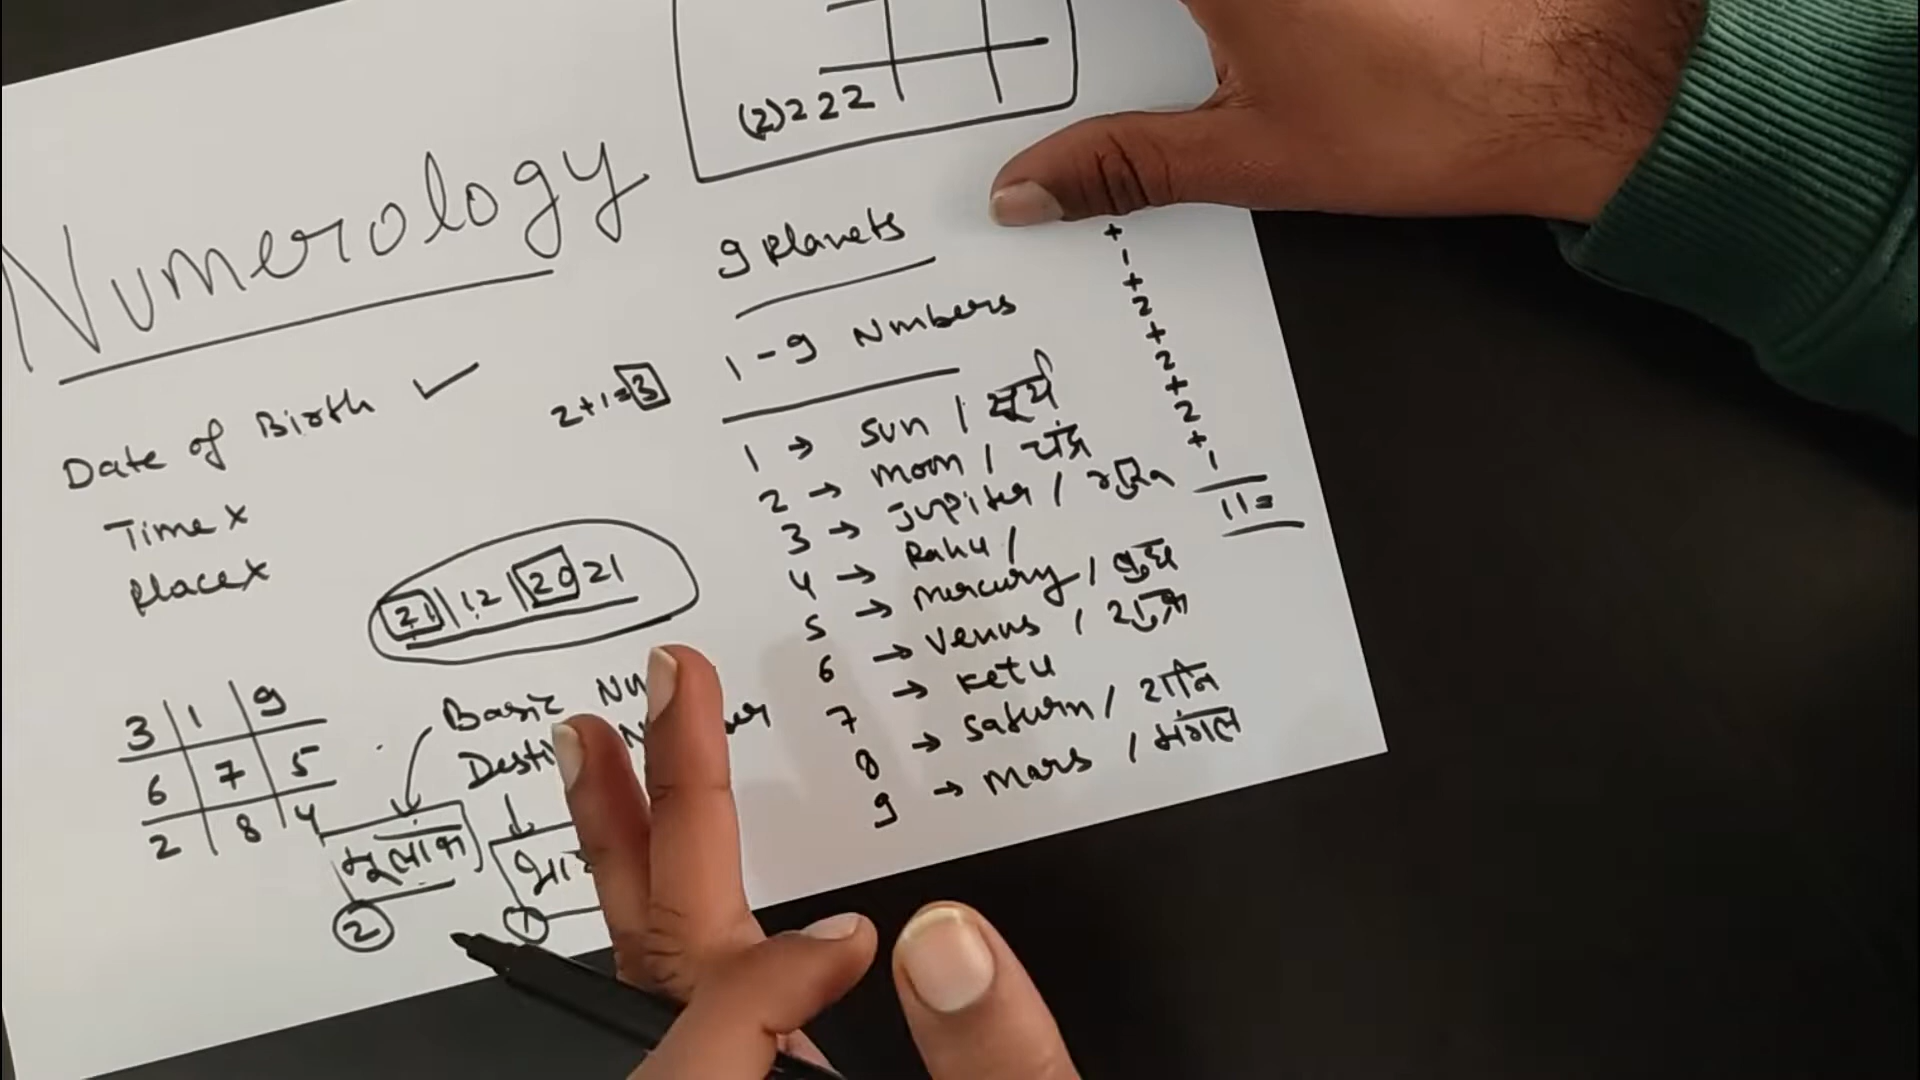 (2)222
Numerology
Date of Birth ✓
Time x
Place x
2+1=3
21|12|2021
3|1|9
6|7|5
2|8|4
Basic
मूलांक
2
1
9 Planets
1-9 Numbers
1 → Sun / सूर्य
2 → moon / चंद्र
3 → Jupiter /
4 → Rahu /
5 → Mercury / बुध
6 → Venus / शुक्र
7 → Ketu
8 → Saturn / शनि
9 → Mars / मंगल
+
1
+
2
+
2
+
2
+
1
11=